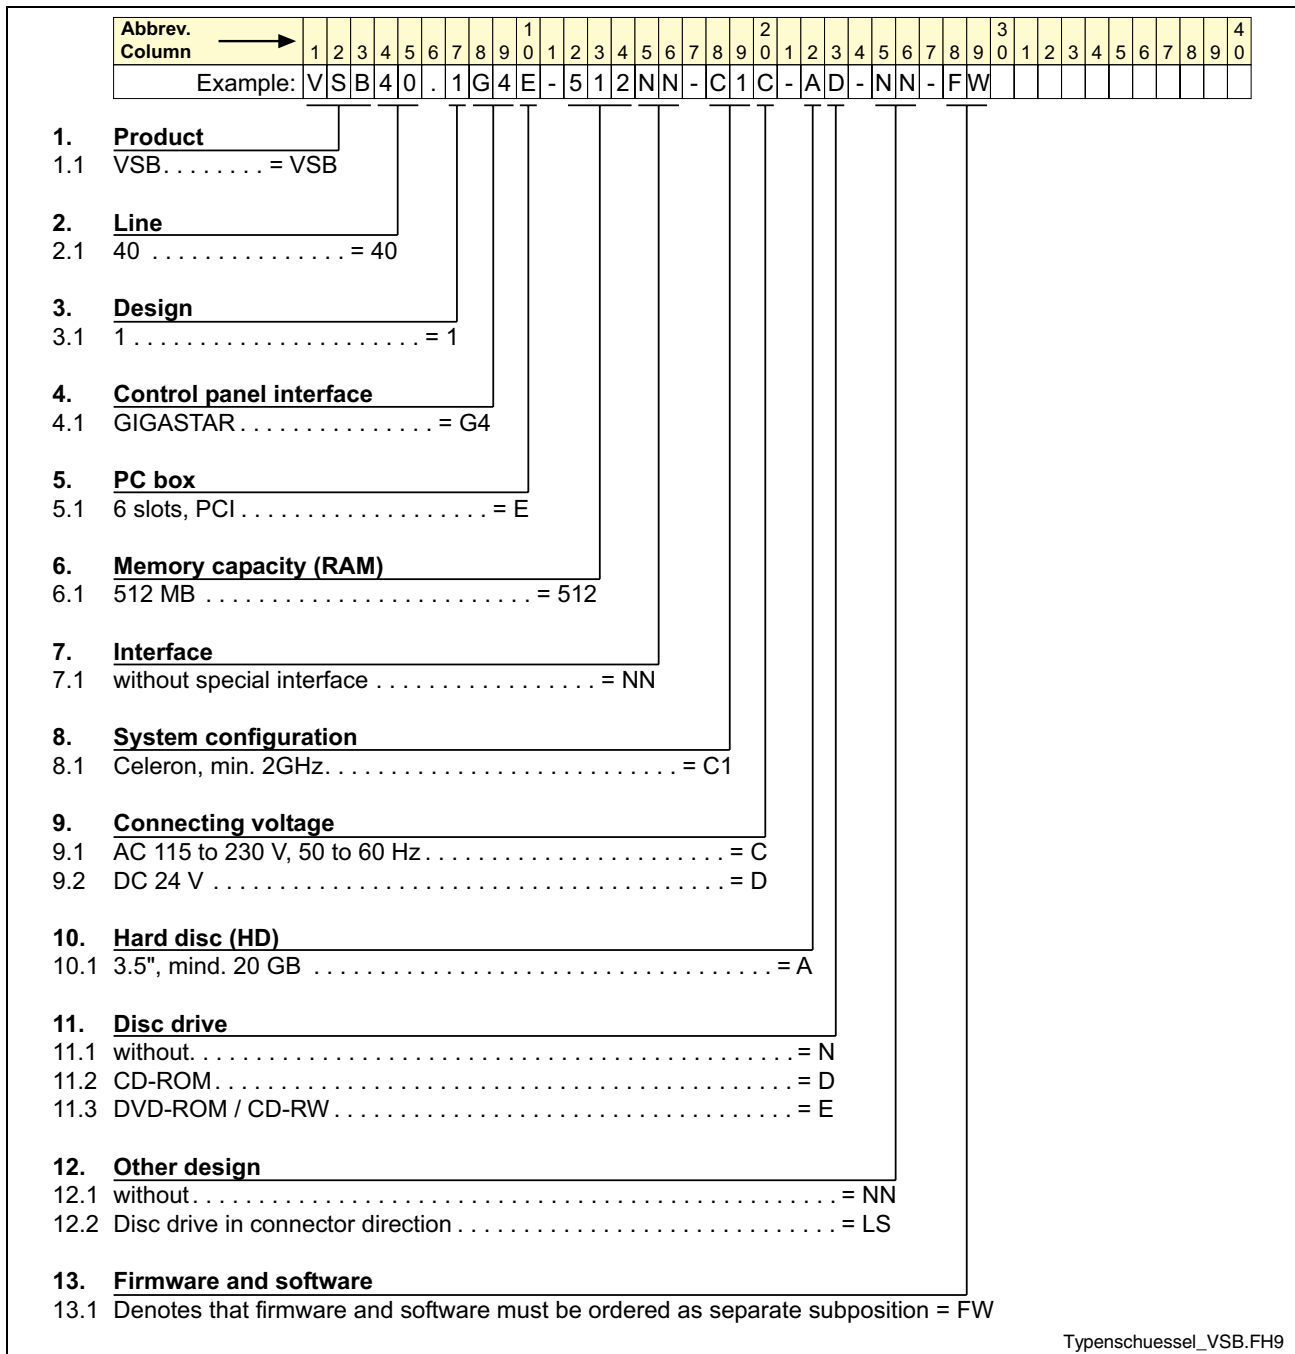 Abbrev. Column 1 2 3 4 5 6 7 8 9 10 1 2 3 4 5 6 7 8 9 20 1 2 3 4 5 6 7 8 9 30 1 2 3 4 5 6 7 8 9 40
Example: V S B 4 0 . 1 G 4 E - 5 1 2 N N - C 1 C - A D - N N - F W
1. Product
1.1 VSB. . . . . . . . = VSB
2. Line
2.1 40 . . . . . . . . . . . . . . . = 40
3. Design
3.1 1 . . . . . . . . . . . . . . . . . . . . . . = 1
4. Control panel interface
4.1 GIGASTAR . . . . . . . . . . . . . . . = G4
5. PC box
5.1 6 slots, PCI . . . . . . . . . . . . . . . . . . . = E
6. Memory capacity (RAM)
6.1 512 MB . . . . . . . . . . . . . . . . . . . . . . . . . = 512
7. Interface
7.1 without special interface . . . . . . . . . . . . . . . . . = NN
8. System configuration
8.1 Celeron, min. 2GHz. . . . . . . . . . . . . . . . . . . . . . . . . . . = C1
9. Connecting voltage
9.1 AC 115 to 230 V, 50 to 60 Hz . . . . . . . . . . . . . . . . . . . . . . . = C
9.2 DC 24 V . . . . . . . . . . . . . . . . . . . . . . . . . . . . . . . . . . . . . . . = D
10. Hard disc (HD)
10.1 3.5", mind. 20 GB . . . . . . . . . . . . . . . . . . . . . . . . . . . . . . . . . . . = A
11. Disc drive
11.1 without. . . . . . . . . . . . . . . . . . . . . . . . . . . . . . . . . . . . . . . . . . . . . . = N
11.2 CD-ROM . . . . . . . . . . . . . . . . . . . . . . . . . . . . . . . . . . . . . . . . . . . . = D
11.3 DVD-ROM / CD-RW . . . . . . . . . . . . . . . . . . . . . . . . . . . . . . . . . . . = E
12. Other design
12.1 without . . . . . . . . . . . . . . . . . . . . . . . . . . . . . . . . . . . . . . . . . . . . . . . . . = NN
12.2 Disc drive in connector direction . . . . . . . . . . . . . . . . . . . . . . . . . . . . . = LS
13. Firmware and software
13.1 Denotes that firmware and software must be ordered as separate subposition = FW
Typenschuessel_VSB.FH9